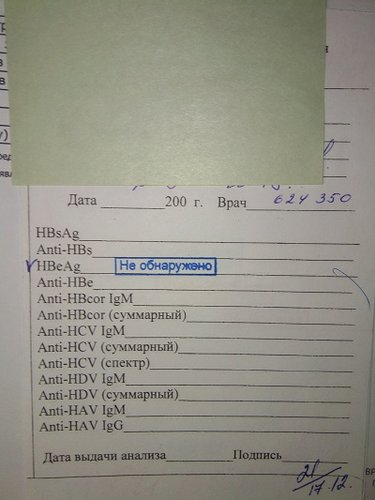 Дата 200 г. Врач 624 350
HBsAg
Anti-HBs
HBeAg Не обнаружено
Anti-HBe
Anti-HBcor IgM
Anti-HBcor (суммарный)
Anti-HCV IgM
Anti-HCV (суммарный)
Anti-HCV (спектр)
Anti-HDV IgM
Anti-HDV (суммарный)
Anti-HAV IgM
Anti-HAV IgG
Дата выдачи анализа Подпись
17.12.